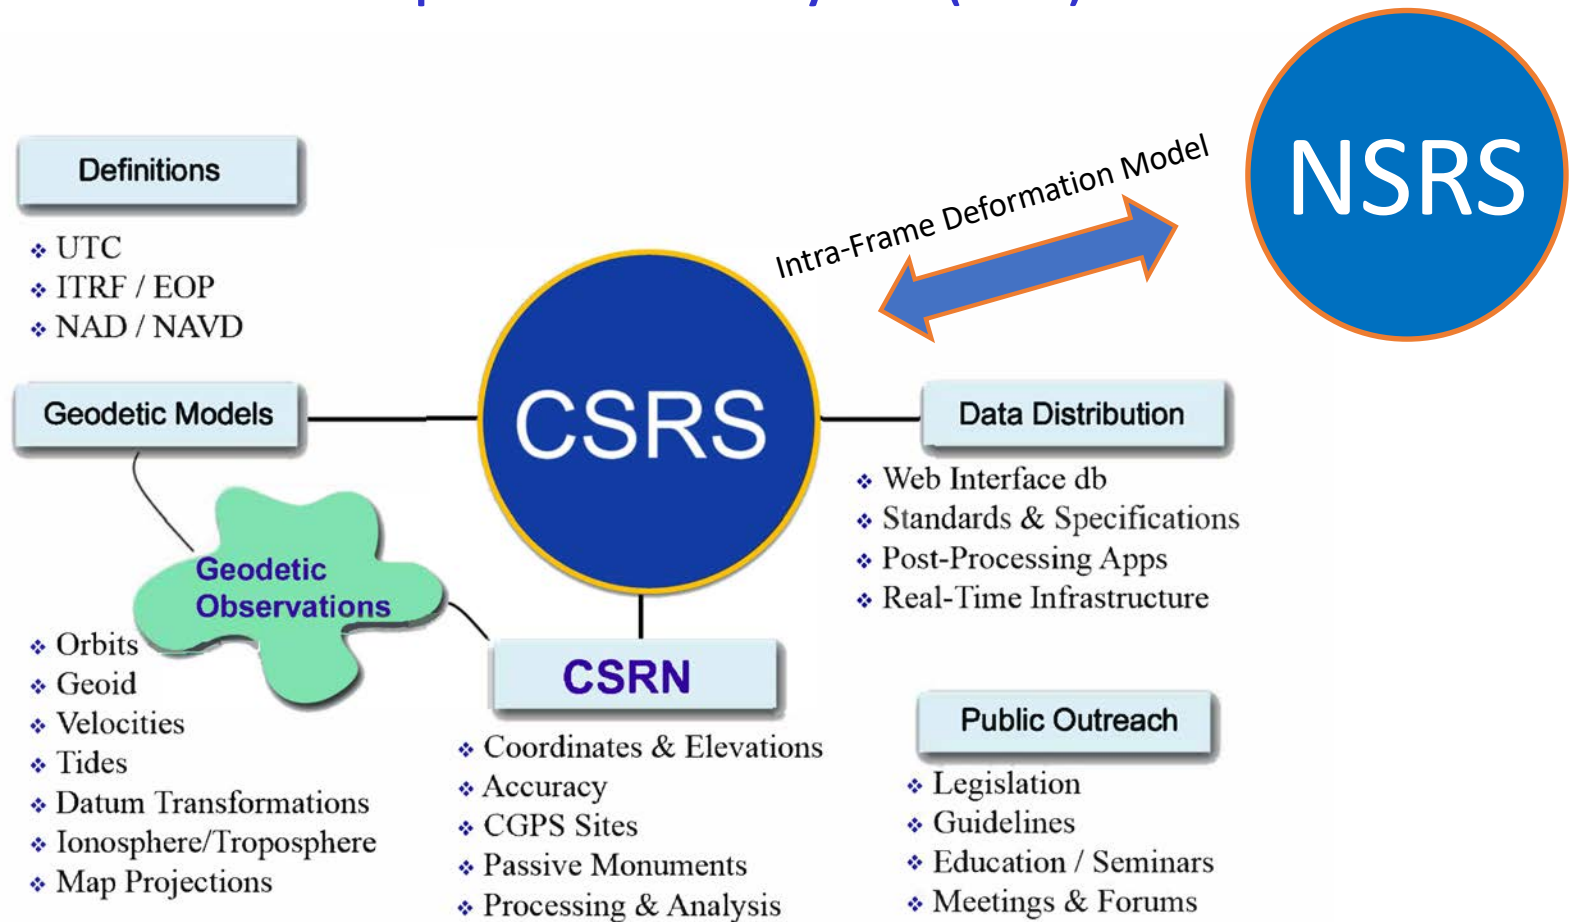 NSRS
Intra-Frame Deformation Model
Definitions
❖ UTC
❖ ITRF / EOP
❖ NAD / NAVD
CSRS
Geodetic Models
Data Distribution
❖ Web Interface db
❖ Standards & Specifications
❖ Post-Processing Apps
❖ Real-Time Infrastructure
Geodetic
Observations
❖ Orbits
❖ Geoid
❖ Velocities
❖ Tides
❖ Datum Transformations
❖ Ionosphere/Troposphere
❖ Map Projections
CSRN
❖ Coordinates & Elevations
❖ Accuracy
❖ CGPS Sites
❖ Passive Monuments
❖ Processing & Analysis
Public Outreach
❖ Legislation
❖ Guidelines
❖ Education / Seminars
❖ Meetings & Forums